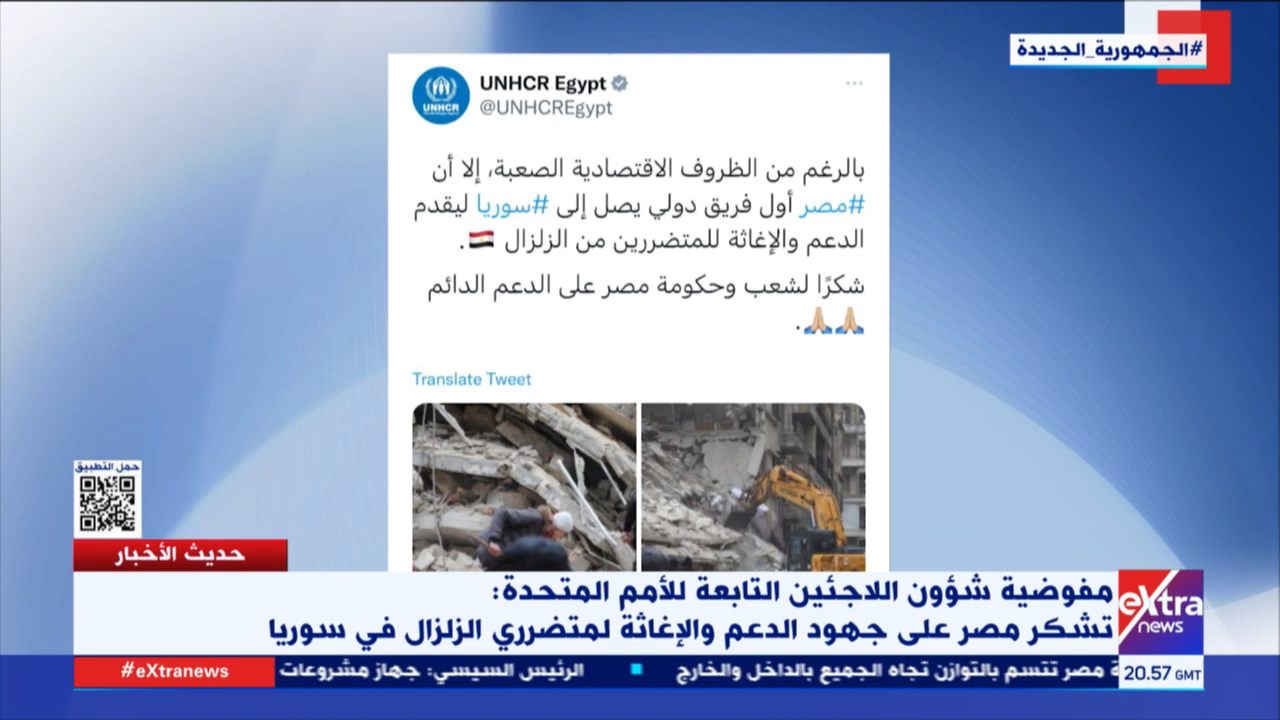 #الجمهورية_الجديدة
UNHCR Egypt
@UNHCREgypt
UNHCR
بالرغم من الظروف الاقتصادية الصعبة، إلا أن
#مصر أول فريق دولي يصل إلى #سوريا ليقدم
الدعم والإغاثة للمتضررين من الزلزال 🇪🇬.
شكرًا لشعب وحكومة مصر على الدعم الدائم
🙏🏼🙏🏼.
Translate Tweet
حمل التطبيق
حديث الأخبار
مفوضية شؤون اللاجئين التابعة للأمم المتحدة:
تشكر مصر على جهود الدعم والإغاثة لمتضرري الزلزال في سوريا
eXtra
news
#eXtranews
مصر تتسم بالتوازن تجاه الجميع بالداخل والخارج
الرئيس السيسي: جهاز مشروعات
20.57 GMT